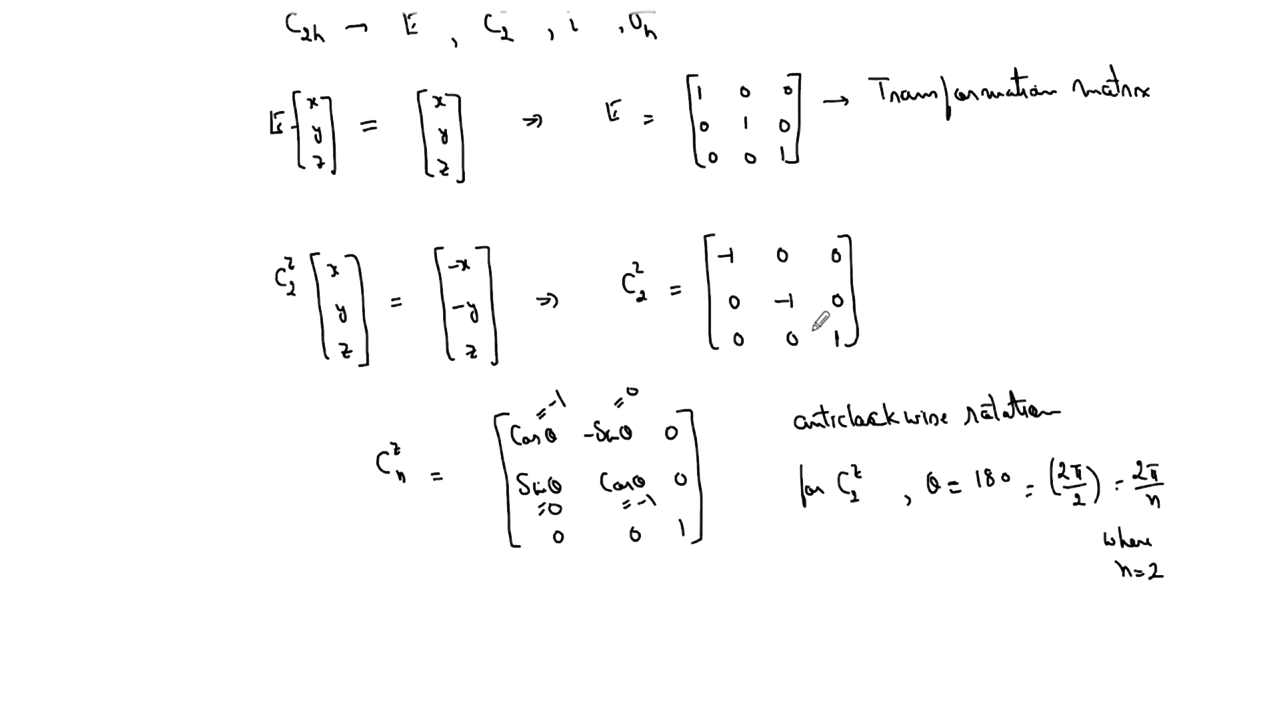 C₂ₕ → E , C₂ , i , σₕ
E [x y z] = [x y z] ⇒ E = [1 0 0; 0 1 0; 0 0 1] → Transformation matrix
C₂ᶻ [x y z] = [-x -y z] ⇒ C₂ᶻ = [-1 0 0; 0 -1 0; 0 0 1]
=-1 =0
Cₙᶻ = [Cosθ -Sinθ 0; Sinθ Cosθ 0; 0 0 1]
=0 =-1
anticlockwise rotation
for C₂ᶻ , θ = 180 = (2π/2) = 2π/n
where
n=2